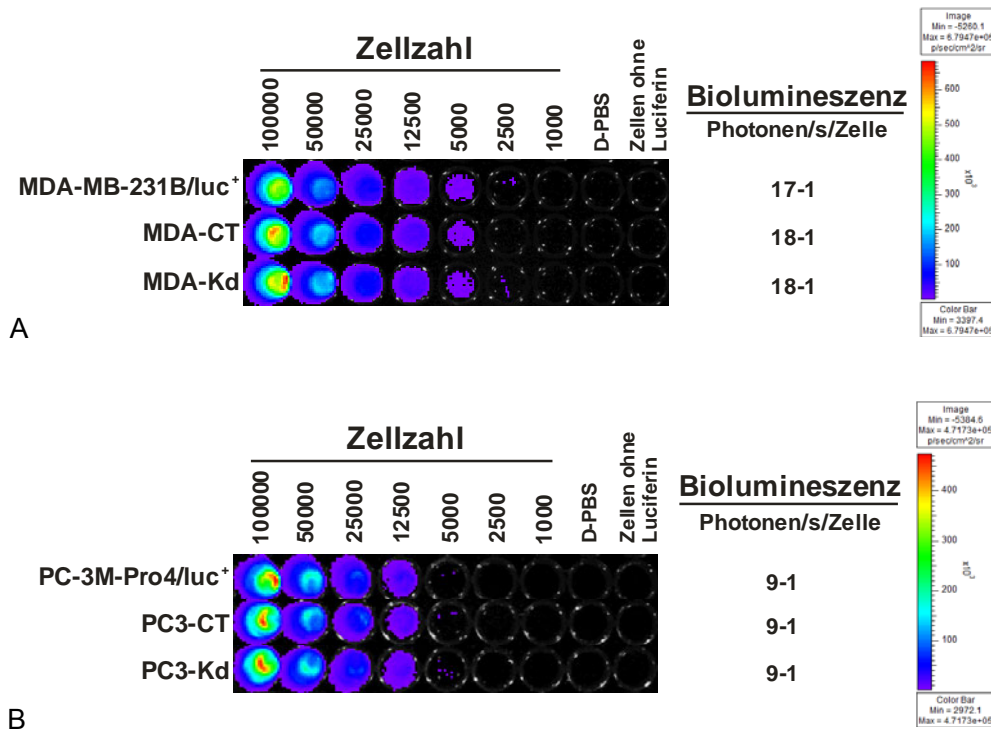 Zellzahl
100000
50000
25000
12500
5000
2500
1000
D-PBS
Zellen ohne
Luciferin
Biolumineszenz
Photonen/s/Zelle
MDA-MB-231B/luc⁺
17-1
MDA-CT
18-1
MDA-Kd
18-1
A
Image
Min = -5260.1
Max = 6.7947e+05
p/sec/cm^2/sr
600
500
400
300
200
100
x10³
Color Bar
Min = 3397.4
Max = 6.7947e+05
Zellzahl
100000
50000
25000
12500
5000
2500
1000
D-PBS
Zellen ohne
Luciferin
Biolumineszenz
Photonen/s/Zelle
PC-3M-Pro4/luc⁺
9-1
PC3-CT
9-1
PC3-Kd
9-1
B
Image
Min = -5384.6
Max = 4.7173e+05
p/sec/cm^2/sr
400
300
200
100
x10³
Color Bar
Min = 2972.1
Max = 4.7173e+05